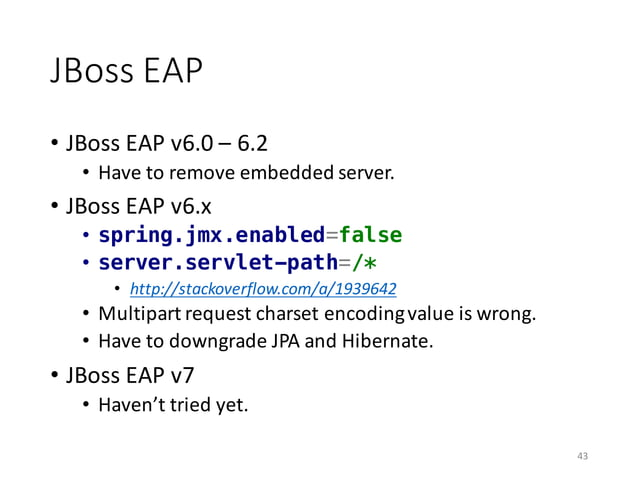 JBoss EAP
• JBoss EAP v6.0 – 6.2
• Have to remove embedded server.
• JBoss EAP v6.x
• spring.jmx.enabled=false
• server.servlet-path=/*
• http://stackoverflow.com/a/1939642
• Multipart request charset encoding value is wrong.
• Have to downgrade JPA and Hibernate.
• JBoss EAP v7
• Haven’t tried yet.
43